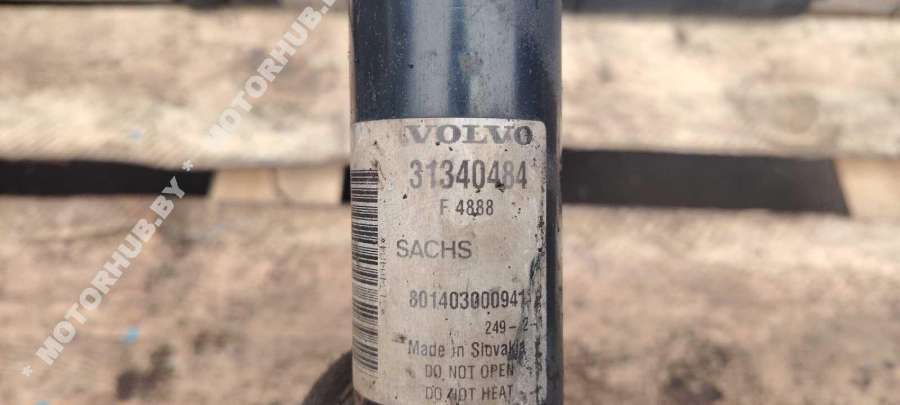 VOLVO
31340484
F 4888
SACHS
801403000941
249- 2-
Made in Slovakia
DO NOT OPEN
DO NOT HEAT
* MOTORHUB.BY * MOTORHUB.BY